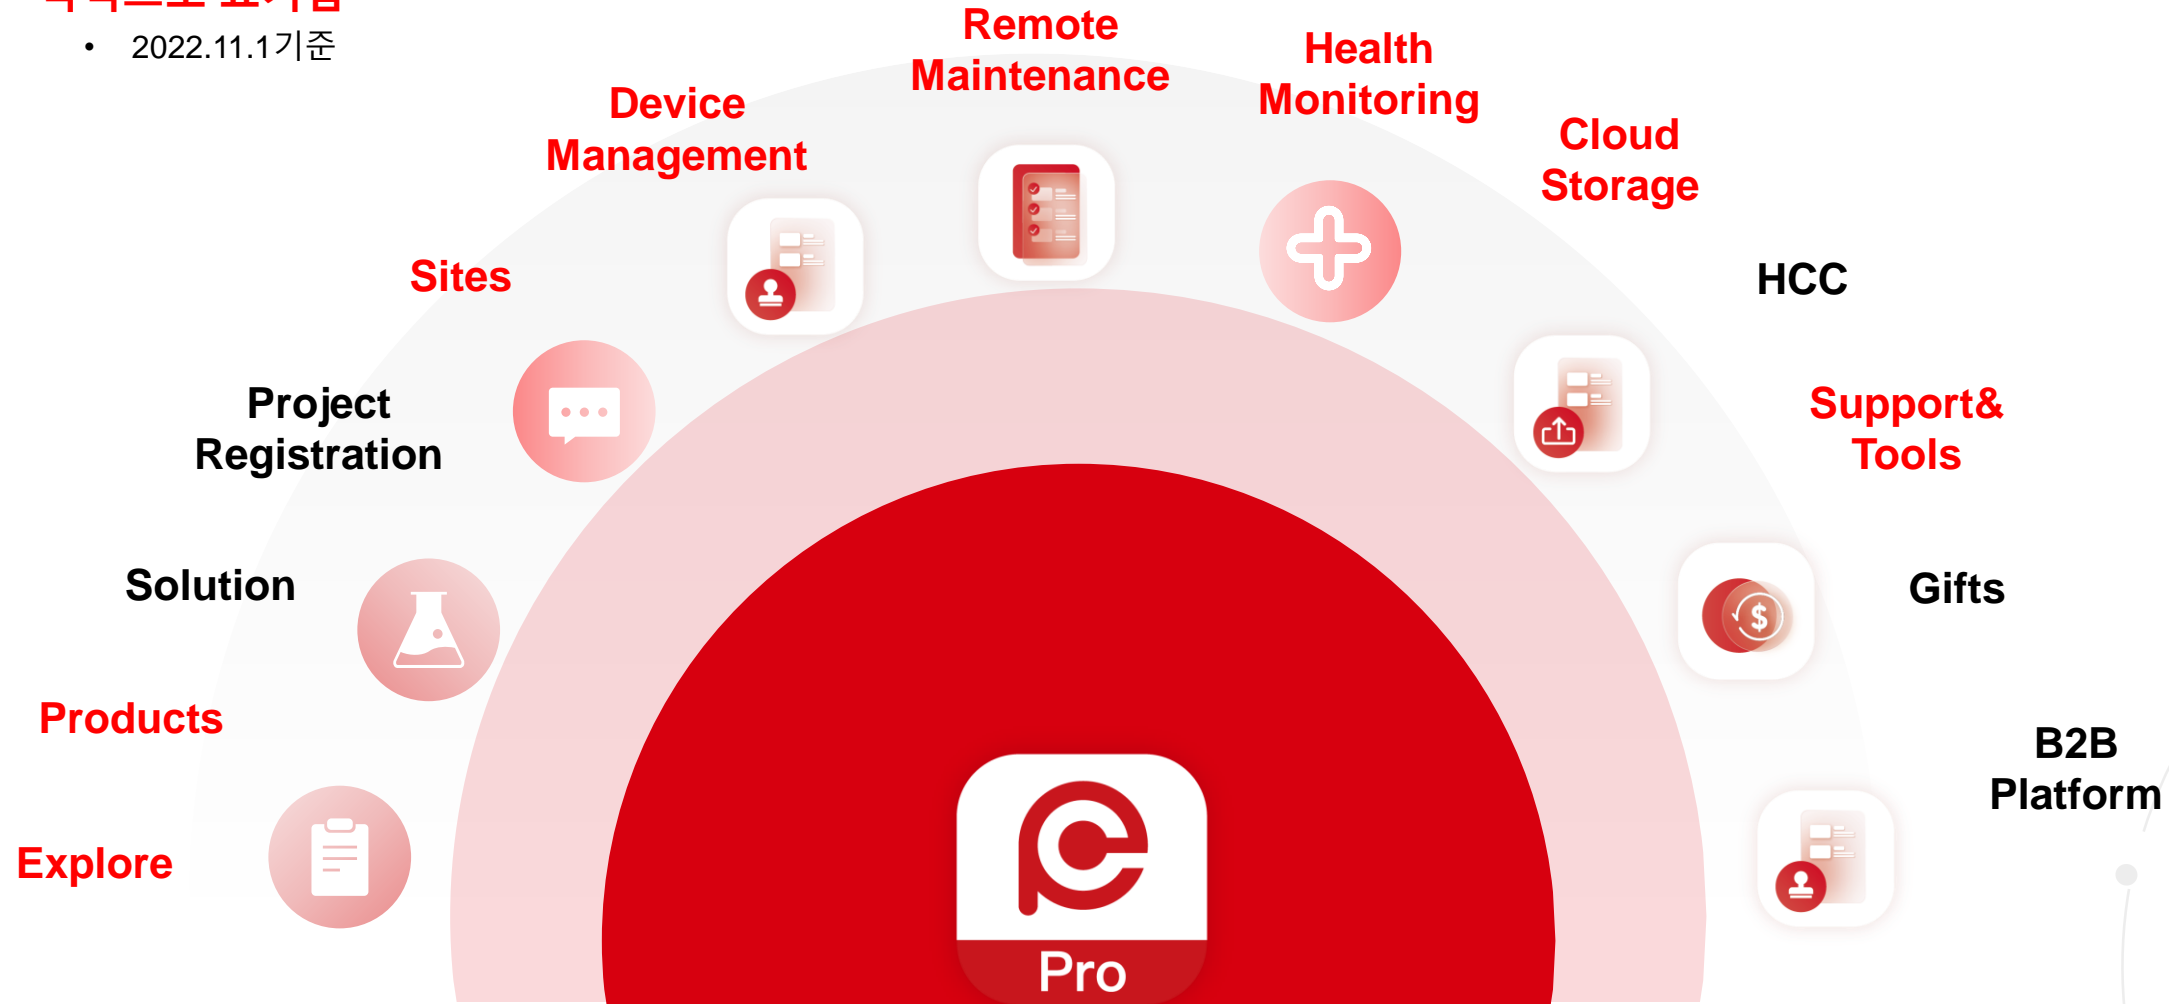 • 2022.11.1기준
Remote
Maintenance
Health
Monitoring
Device
Management
Cloud
Storage
Sites
HCC
Project
Registration
Support&
Tools
Solution
Gifts
Products
B2B
Platform
Explore
$
Pro